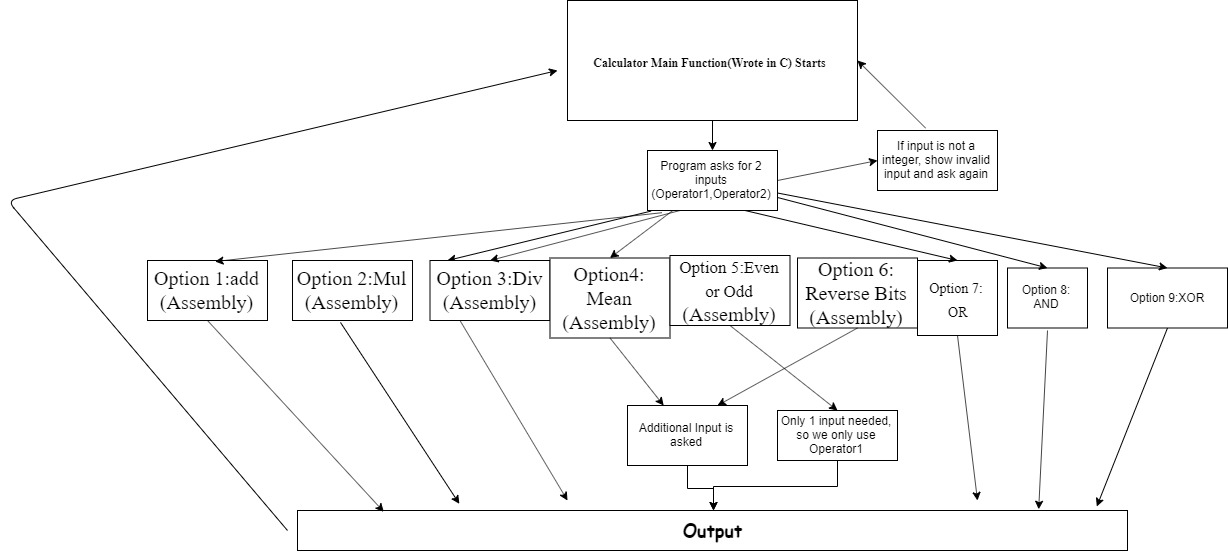 Calculator Main Function(Wrote in C) Starts
If input is not a
integer, show invalid
input and ask again
Program asks for 2
inputs
(Operator1,Operator2)
Option 1:add
(Assembly)
Option 2:Mul
(Assembly)
Option 3:Div
(Assembly)
Option4:
Mean
(Assembly)
Option 5:Even
or Odd
(Assembly)
Option 6:
Reverse Bits
(Assembly)
Option 7:
OR
Option 8:
AND
Option 9:XOR
Additional Input is
asked
Only 1 input needed,
so we only use
Operator1
Output